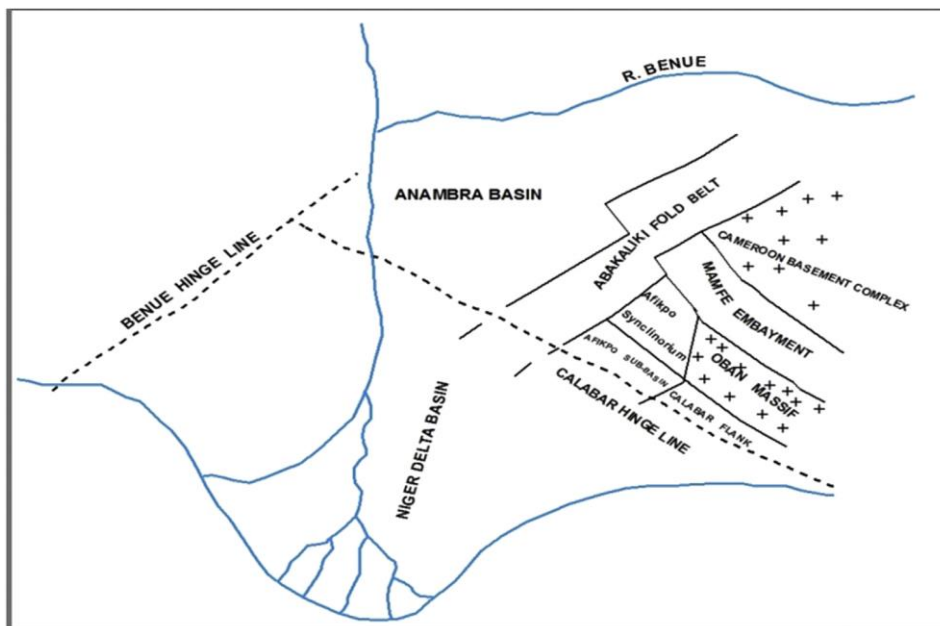 R. BENUE
ANAMBRA BASIN
BENUE HINGE LINE
ABAKALIKI FOLD BELT
CAMEROON BASEMENT COMPLEX
MAMFE EMBAYMENT
Afikpo
Synclinorium
OBAN MASSIF
AFIKPO SUB-BASIN
CALABAR FLANK
CALABAR HINGE LINE
NIGER DELTA BASIN